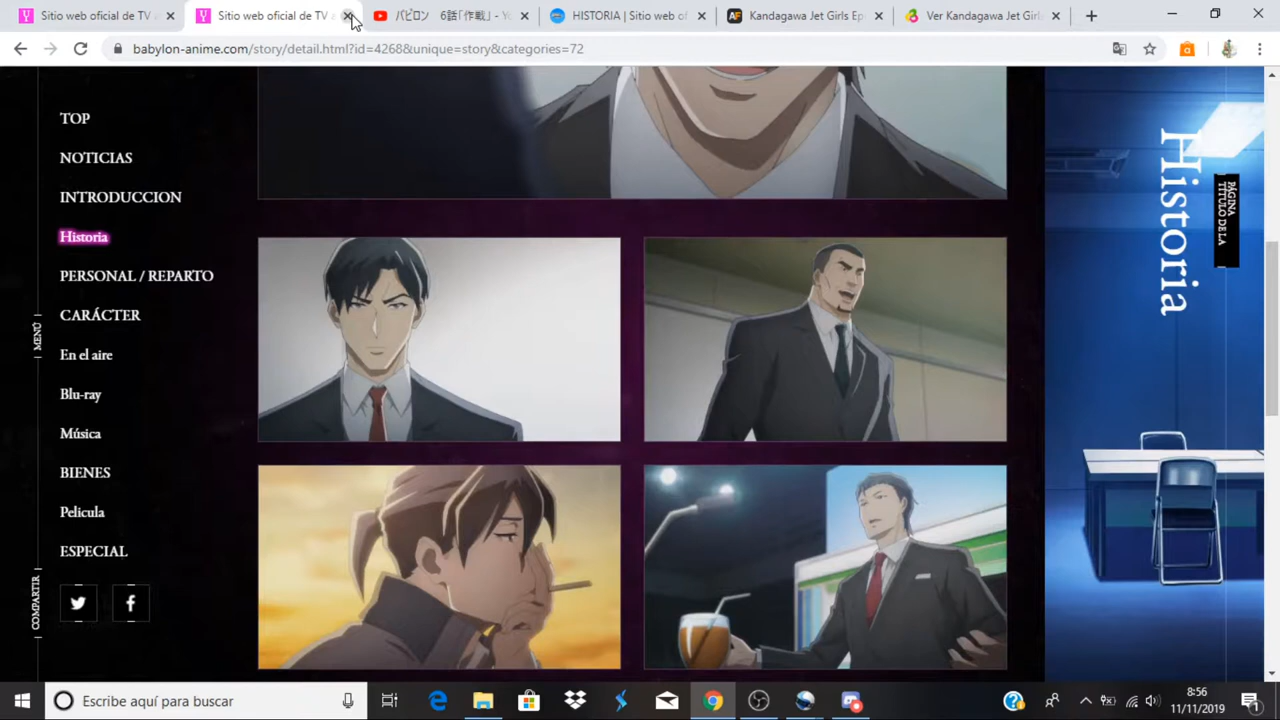 Sitio web oficial de TV a
Sitio web oficial de TV a
バビロン 6話「作戦」 - Yo
HISTORIA | Sitio web of
AF
Kandagawa Jet Girls Ep
Ver Kandagawa Jet Girls
babylon-anime.com/story/detail.html?id=4268&unique=story&categories=72
TOP
NOTICIAS
INTRODUCCION
Historia
PERSONAL / REPARTO
CARÁCTER
En el aire
Blu-ray
Música
BIENES
Pelicula
ESPECIAL
MENÚ
COMPARTIR
Historia
PÁGINA
TÍTULO DE LA
Escribe aquí para buscar
8:56
11/11/2019